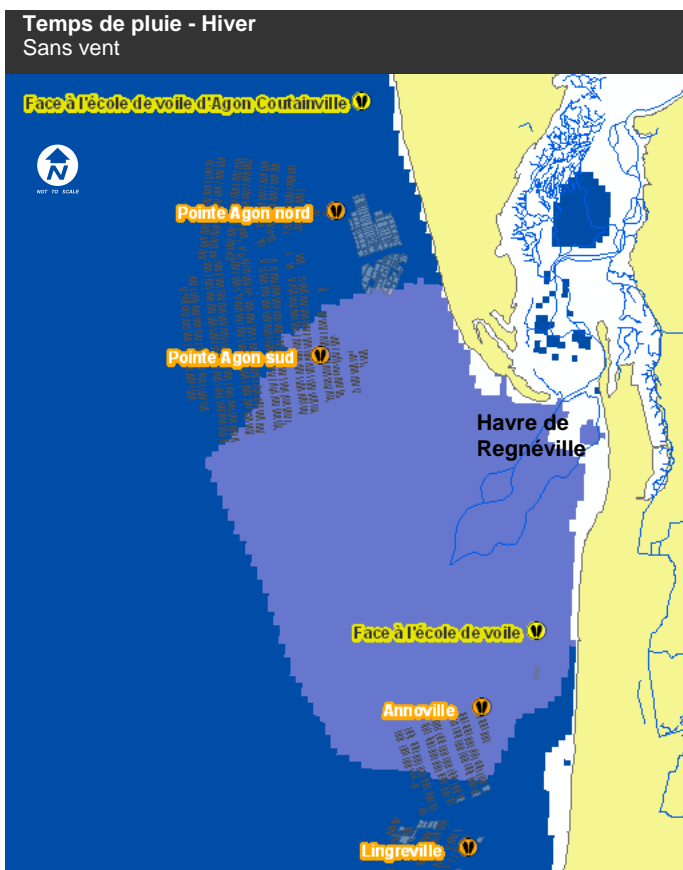 Temps de pluie - Hiver
Sans vent
Face à l'école de voile d'Agon Coutainville
N
NOT TO SCALE
Pointe Agon nord
Pointe Agon sud
Havre de
Regnéville
Face à l'école de voile
Annoville
Lingreville